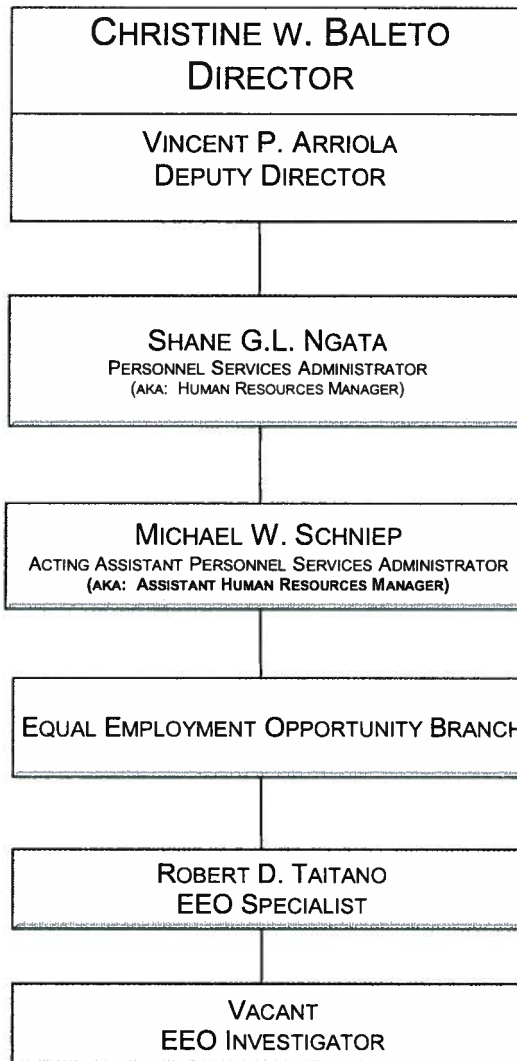 CHRISTINE W. BALETO
DIRECTOR
VINCENT P. ARRIOLA
DEPUTY DIRECTOR
SHANE G.L. NGATA
PERSONNEL SERVICES ADMINISTRATOR
(AKA: HUMAN RESOURCES MANAGER)
MICHAEL W. SCHNIEP
ACTING ASSISTANT PERSONNEL SERVICES ADMINISTRATOR
(AKA: ASSISTANT HUMAN RESOURCES MANAGER)
EQUAL EMPLOYMENT OPPORTUNITY BRANCH
ROBERT D. TAITANO
EEO SPECIALIST
VACANT
EEO INVESTIGATOR